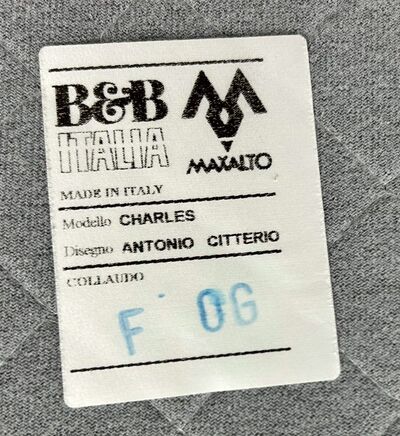 B&B
ITALIA
MAXALTO
MADE IN ITALY
Modello CHARLES
Disegno ANTONIO CITTERIO
COLLAUDO
F OG